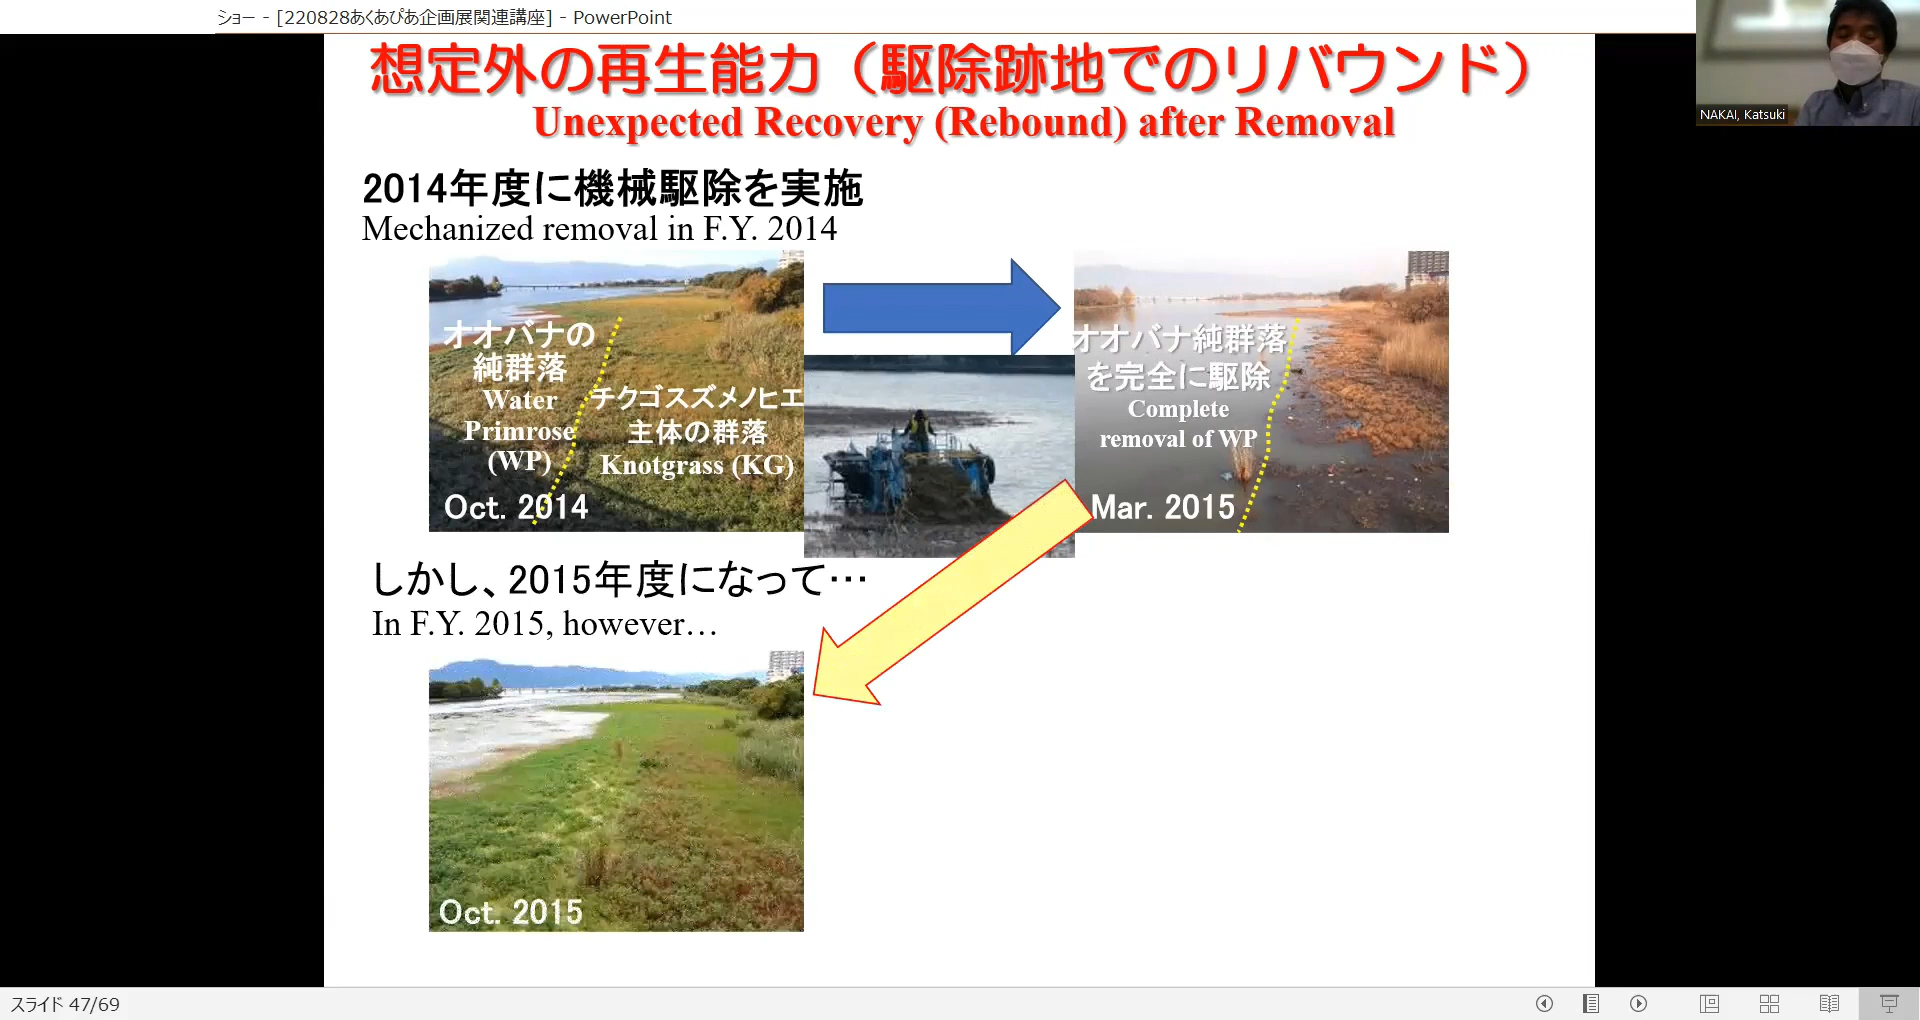 ショー - [220828あくあぴあ企画展関連講座] - PowerPoint
NAKAI, Katsuki
想定外の再生能力（駆除跡地でのリバウンド）
Unexpected Recovery (Rebound) after Removal
2014年度に機械駆除を実施
Mechanized removal in F.Y. 2014
オオバナの
純群落
Water
Primrose
(WP)
チクゴスズメノヒエ
主体の群落
Knotgrass (KG)
Oct. 2014
オオバナ純群落
を完全に駆除
Complete
removal of WP
Mar. 2015
しかし、2015年度になって…
In F.Y. 2015, however…
Oct. 2015
スライド 47/69